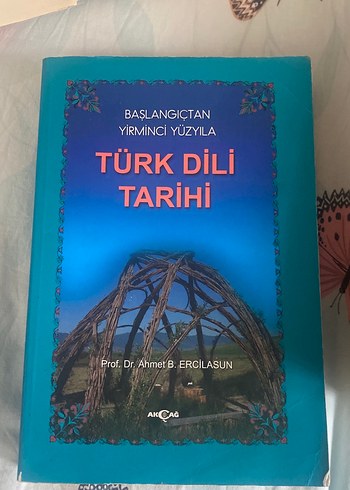 BAŞLANGIÇTAN
YİRMİNCİ YÜZYILA
TÜRK DİLİ
TARİHİ
Prof. Dr. Ahmet B. ERCİLASUN
AKÇAĞ